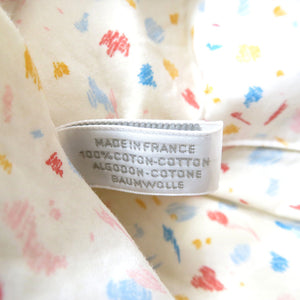 MADE IN FRANCE
100% COTON-COTTON
ALGODON-COTONE
BAUMWOLLE